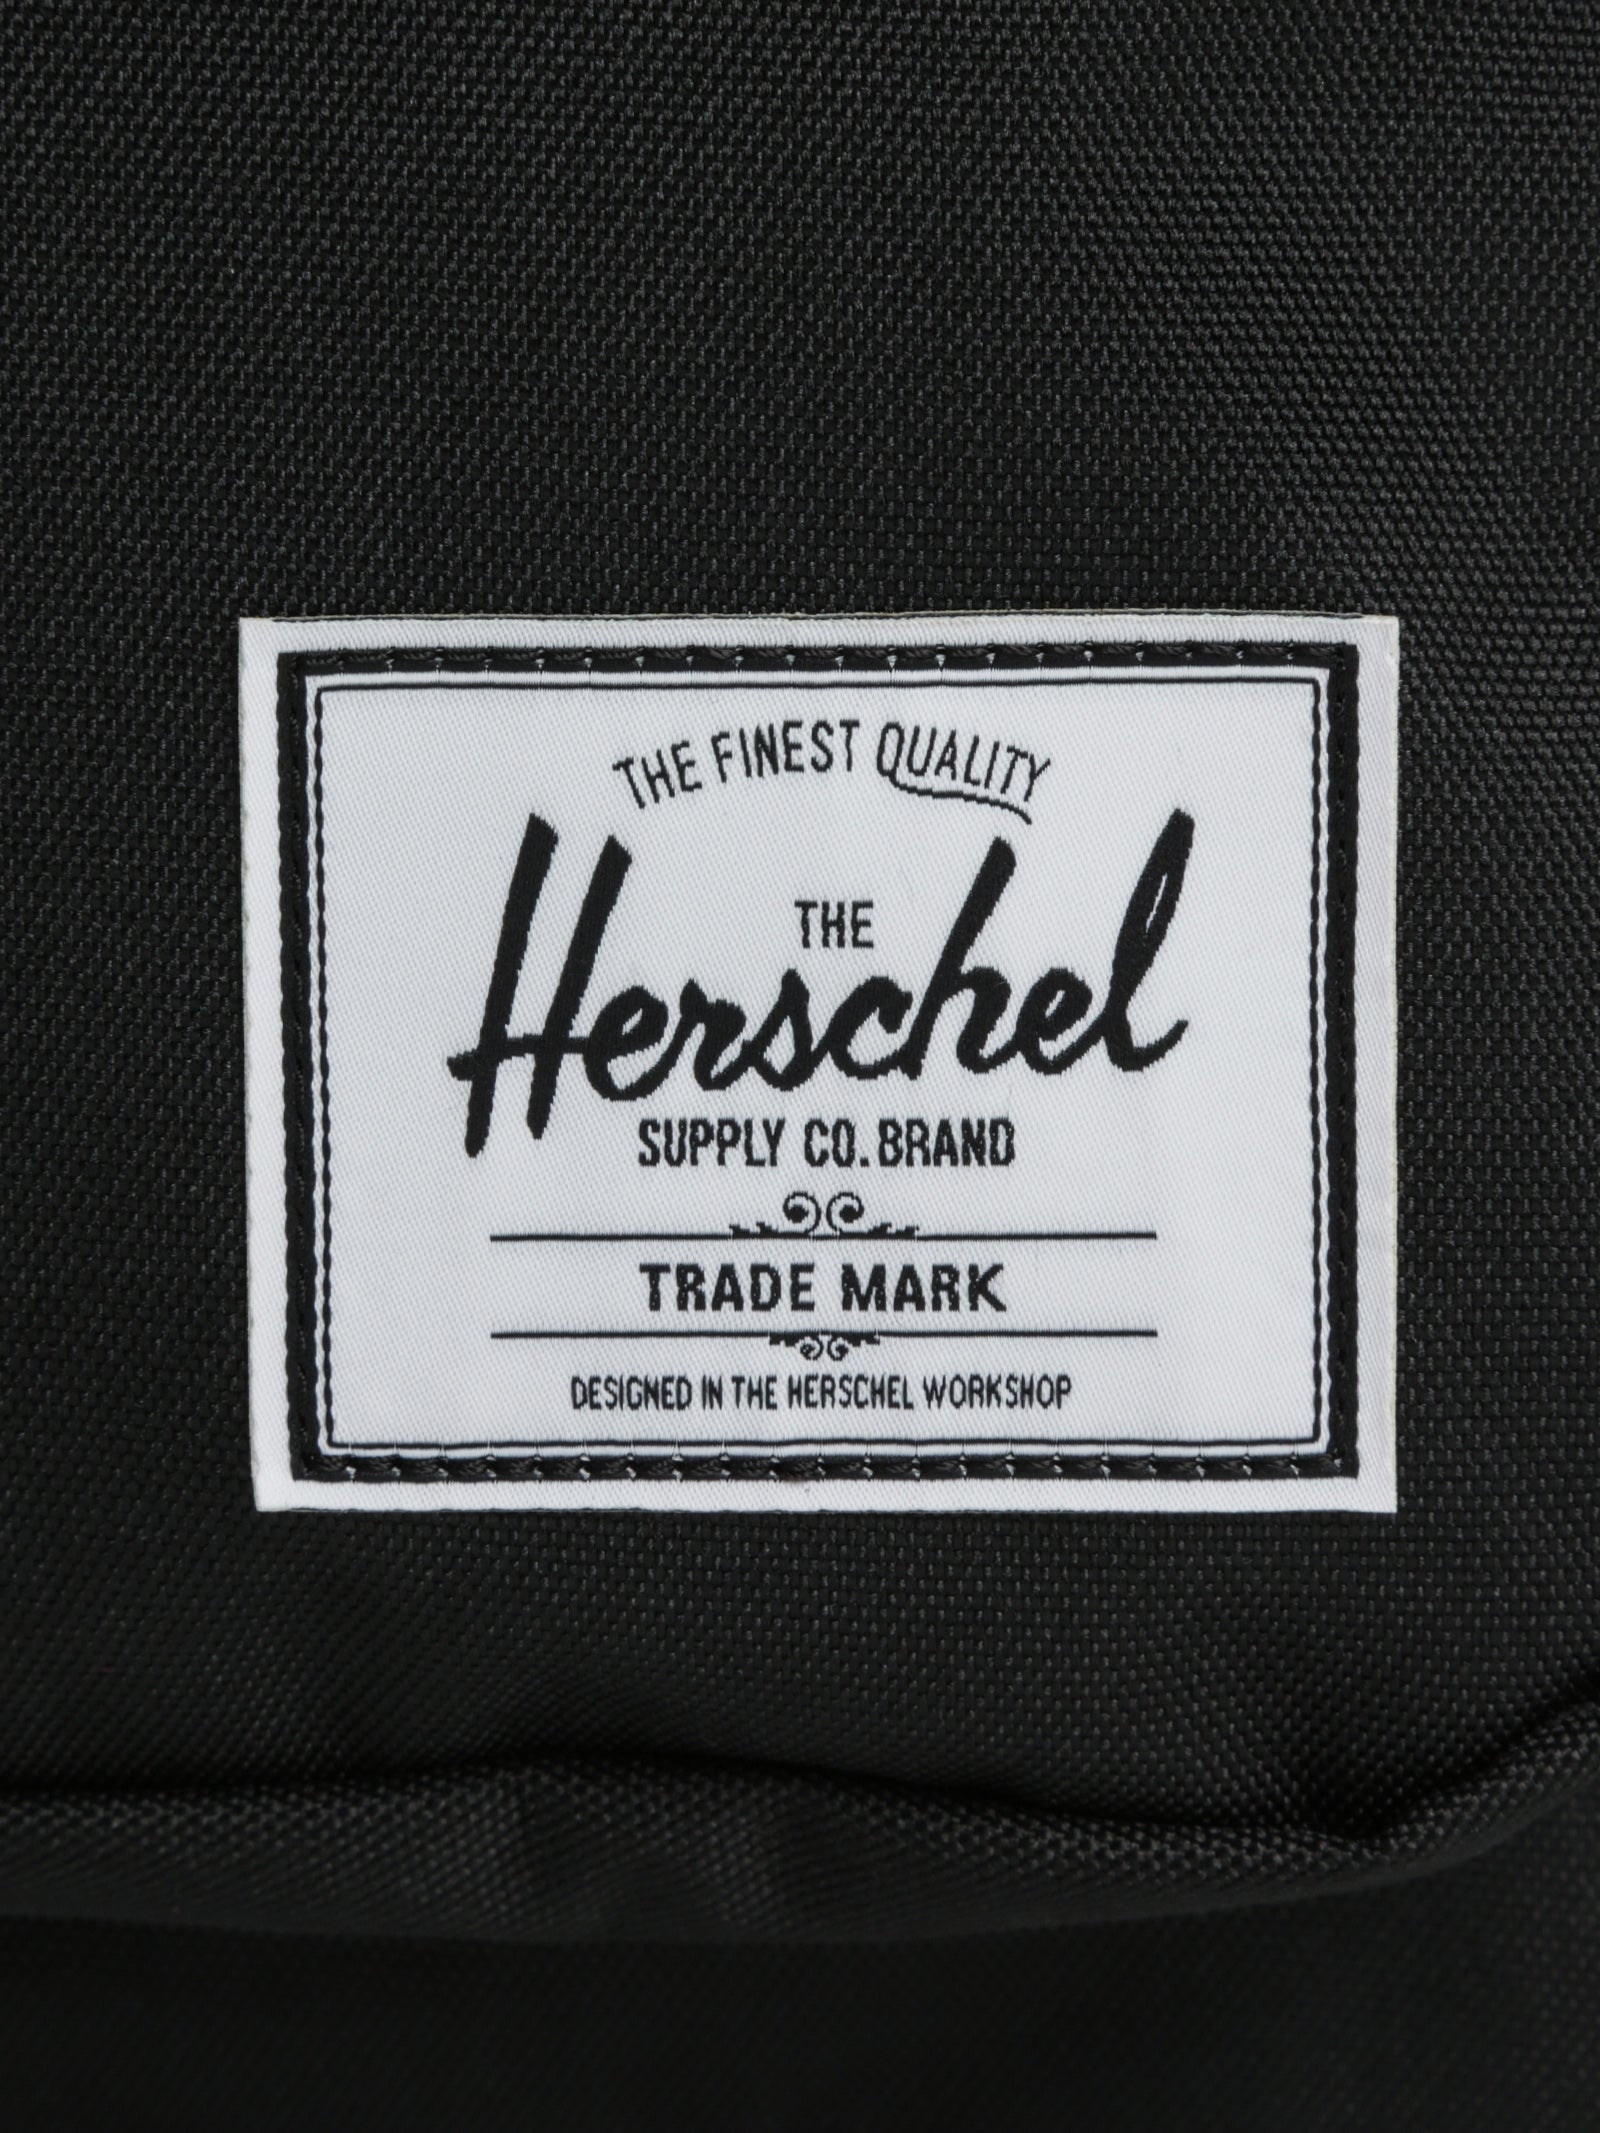 THE FINEST QUALITY
THE
Herschel
SUPPLY CO. BRAND
TRADE MARK
DESIGNED IN THE HERSCHEL WORKSHOP